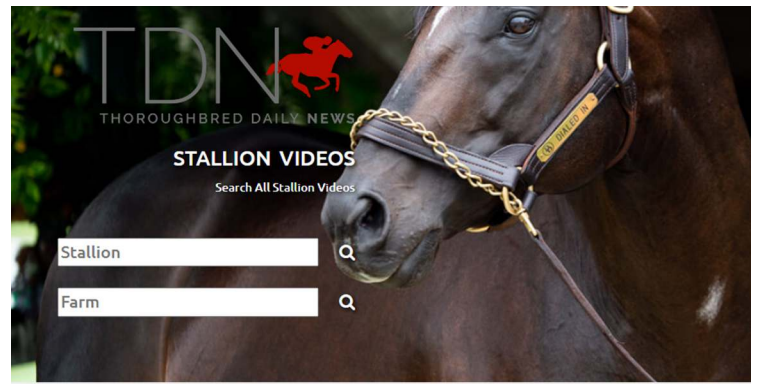 TDN
THOROUGHBRED DAILY NEWS
STALLION VIDEOS
Search All Stallion Videos
Stallion
Farm
DIALED IN